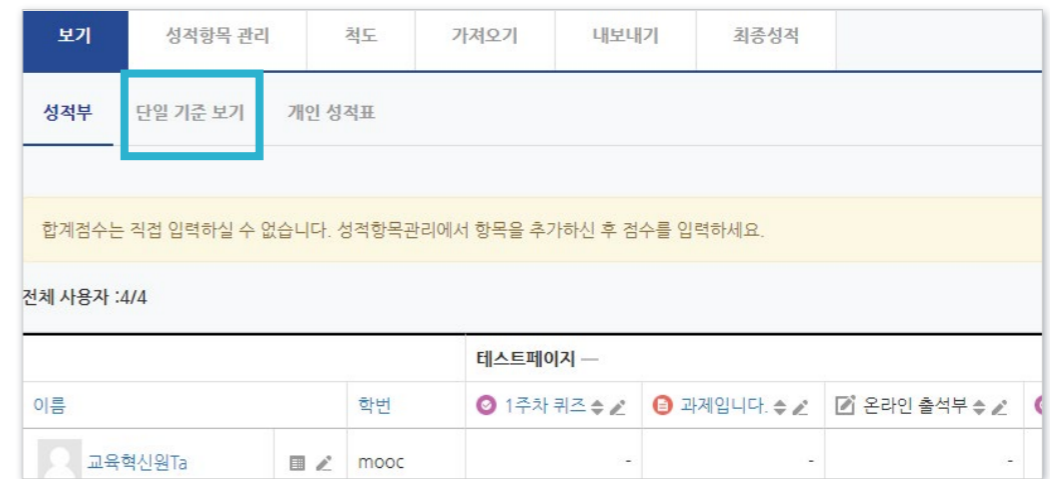 보기 성적항목 관리 척도 가져오기 내보내기 최종성적
성적부 단일 기준 보기 개인 성적표
합계점수는 직접 입력하실 수 없습니다. 성적항목관리에서 항목을 추가하신 후 점수를 입력하세요.
전체 사용자 :4/4
테스트페이지 —
이름 학번 1주차 퀴즈 과제입니다. 온라인 출석부
교육혁신원Ta mooc - - -